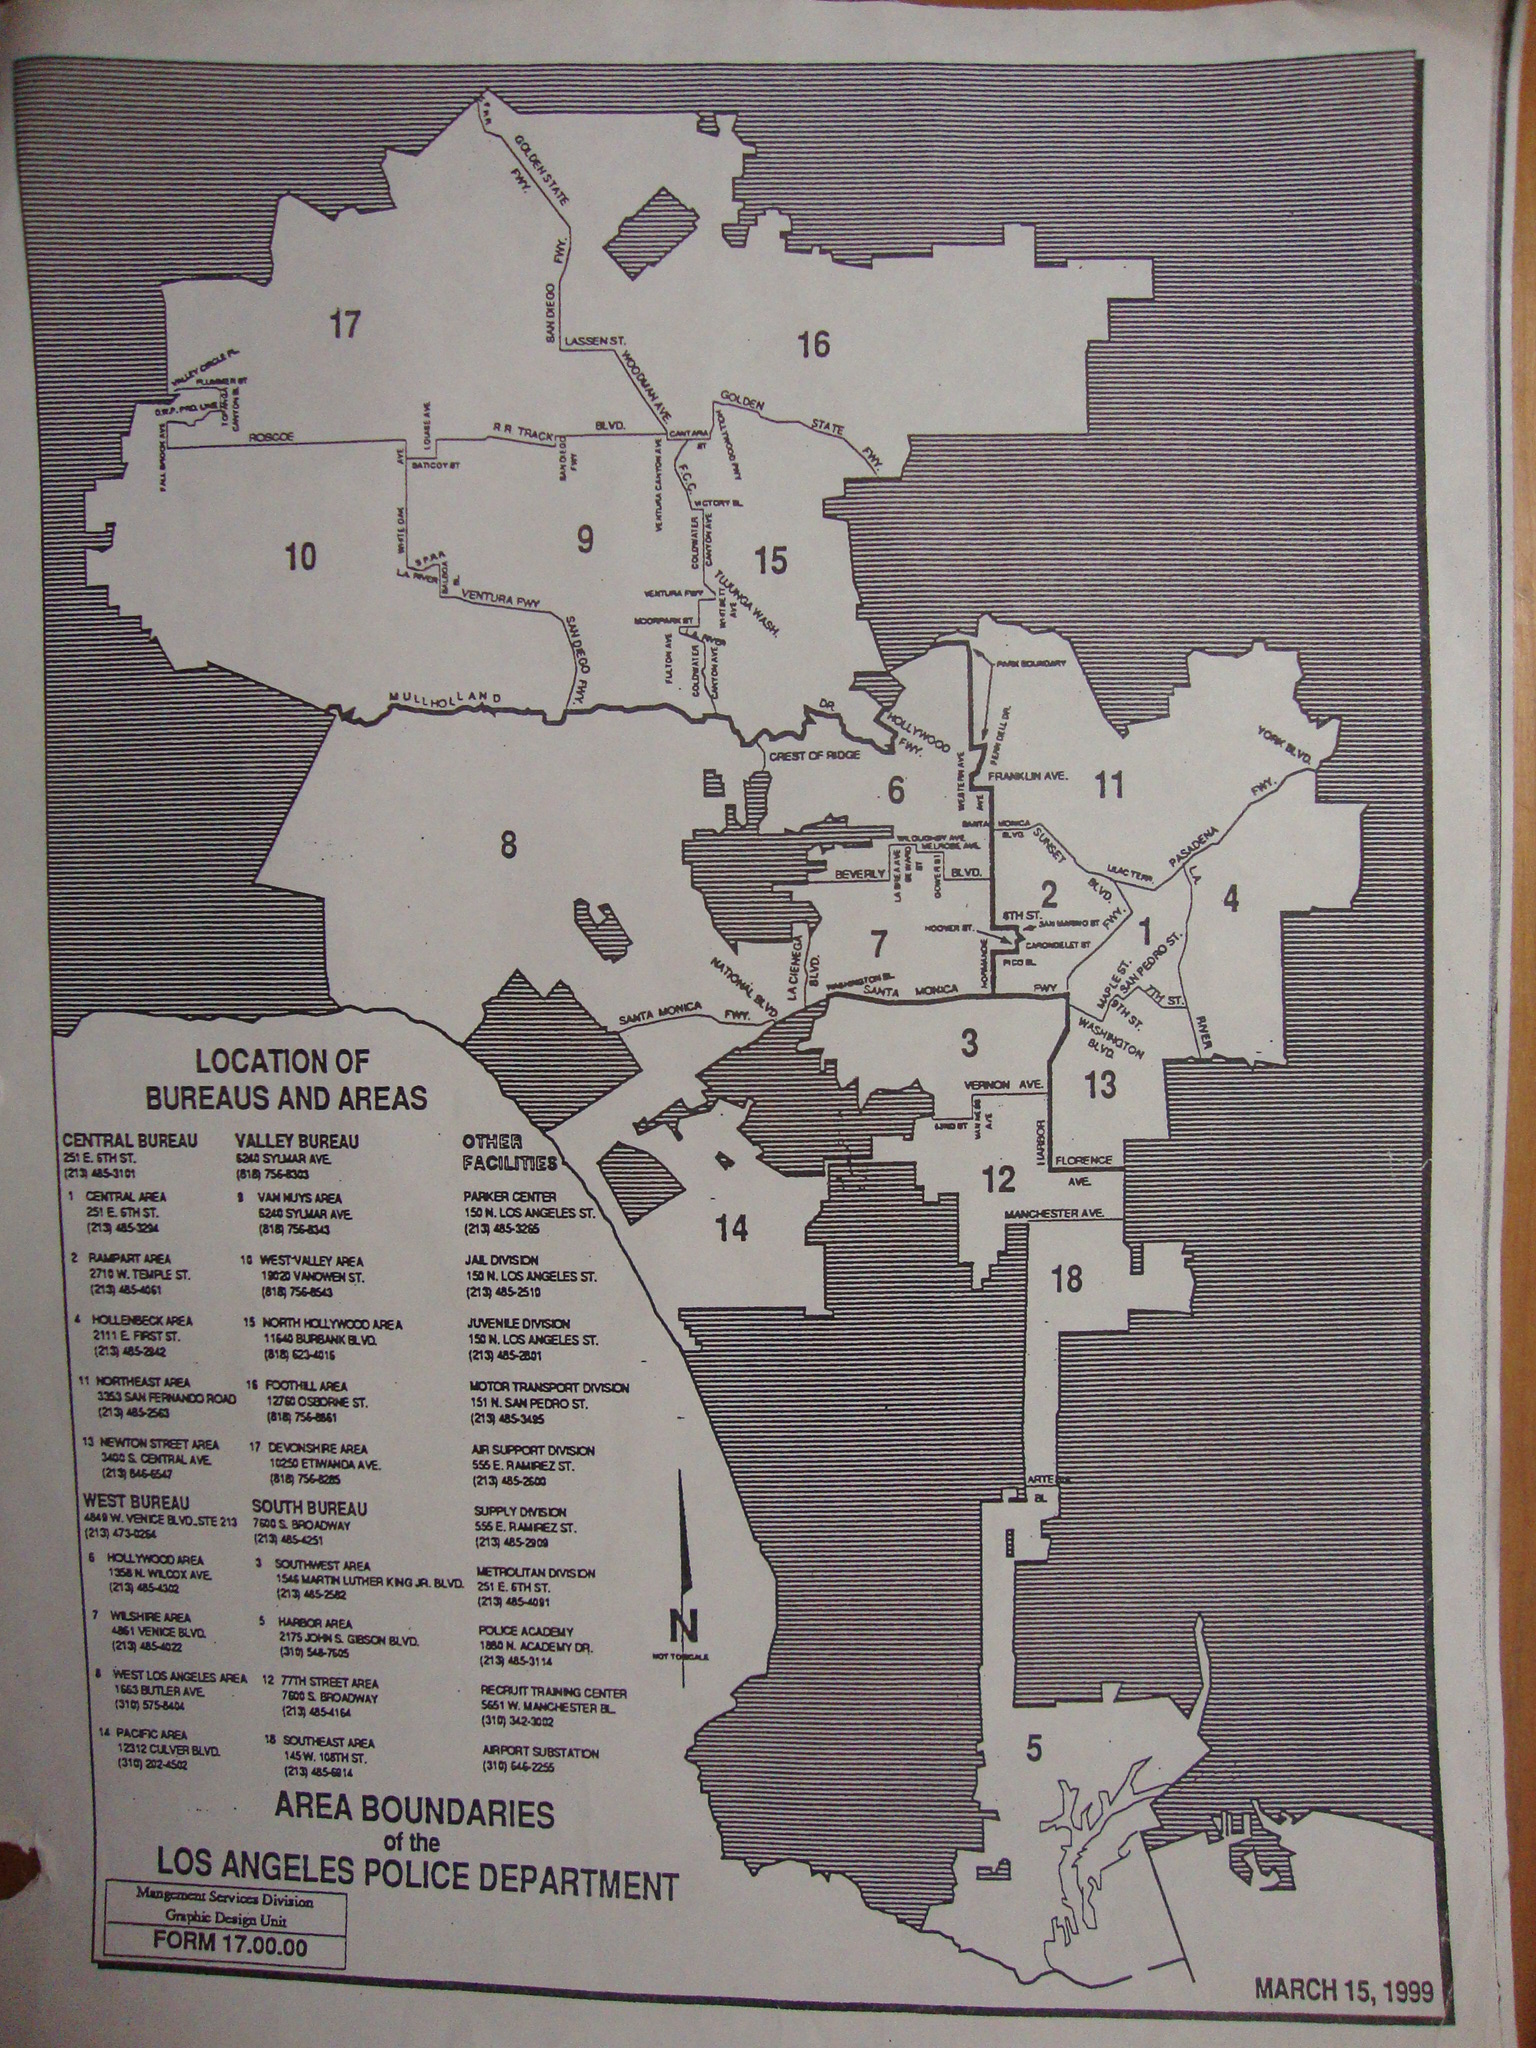 S.P.R.R.
GOLDEN STATE
FWY.
FWY.
SAN DIEGO
LASSEN ST.
WOODMAN AVE.
17
16
VALLEY CIRCLE PL.
PLUMMER ST
TOPANGA
CANYON BL
FALLBROOK AVE
ROSCOE
LOUISE AVE
R.R. TRACK
BLVD.
CANTARA
ST
GOLDEN
STATE
FWY.
HOLLYWOOD FWY
AVE
SATICOY ST
SAN DIEGO
FWY
VENTURA CANYON AVE
F.C.C.
VICTORY BL
WHITE OAK
COLDWATER
CANYON AVE
10
9
15
S.P.R.R.
L.A. RIVER
BALBOA
BL
VENTURA FWY
SAN DIEGO FWY.
TUJUNGA WASH.
VENTURA FWY
WHITSETT
AVE
MOORPARK ST
L.A. RIVER
FULTON AVE
COLDWATER
CANYON AVE
MULLHOLLAND
DR.
HOLLYWOOD
FWY.
PARK BOUNDARY
FERN DELL DR.
CREST OF RIDGE
WESTERN AVE
FRANKLIN AVE.
AVE
YORK BLVD.
6
11
8
SANTA MONICA
BLVD.
SUNSET
BLVD.
LILAC TERR.
PASADENA
FWY.
WILLOUGHBY AVE
MELROSE AVE.
LA BREA AVE
SEWARD
ST
GOWER ST
BEVERLY
BLVD.
2
1
4
L.A.
RIVER
8TH ST.
SAN MARINO ST
HOOVER ST.
CARONDELET ST
FWY.
PICO BL.
NORMANDIE
7
LA CIENEGA
BLVD.
NATIONAL BLVD
WASHINGTON BL.
SANTA MONICA
FWY
MAPLE ST.
SAN PEDRO ST.
9TH ST.
7TH ST.
WASHINGTON
BLVD.
SANTA MONICA
FWY.
3
13
VERNON AVE.
VAN NESS
AVE
HARBOR
FLORENCE
AVE.
12
14
MANCHESTER AVE.
18
BL
5
LOCATION OF
BUREAUS AND AREAS
CENTRAL BUREAU
251 E. 6TH ST.
(213) 485-3101
1 CENTRAL AREA
251 E. 6TH ST.
(213) 485-3294
2 RAMPART AREA
2710 W. TEMPLE ST.
(213) 485-4061
4 HOLLENBECK AREA
2111 E. FIRST ST.
(213) 485-2942
11 NORTHEAST AREA
3353 SAN FERNANDO ROAD
(213) 485-2563
13 NEWTON STREET AREA
3400 S. CENTRAL AVE.
(213) 846-6547
WEST BUREAU
4849 W. VENICE BLVD.,STE 213
(213) 473-0254
6 HOLLYWOOD AREA
1358 N. WILCOX AVE.
(213) 485-4302
7 WILSHIRE AREA
4861 VENICE BLVD.
(213) 485-4022
8 WEST LOS ANGELES AREA
1663 BUTLER AVE.
(310) 575-8404
14 PACIFIC AREA
12312 CULVER BLVD.
(310) 202-4502
VALLEY BUREAU
6240 SYLMAR AVE.
(818) 756-8303
9 VAN NUYS AREA
6240 SYLMAR AVE.
(818) 756-8343
10 WEST VALLEY AREA
19020 VANOWEN ST.
(818) 756-8543
15 NORTH HOLLYWOOD AREA
11640 BURBANK BLVD.
(818) 623-4016
16 FOOTHILL AREA
12760 OSBORNE ST.
(818) 756-8861
17 DEVONSHIRE AREA
10250 ETIWANDA AVE.
(818) 756-8285
SOUTH BUREAU
7600 S. BROADWAY
(213) 485-4251
3 SOUTHWEST AREA
1546 MARTIN LUTHER KING JR. BLVD.
(213) 485-2582
5 HARBOR AREA
2175 JOHN S. GIBSON BLVD.
(310) 548-7605
12 77TH STREET AREA
7600 S. BROADWAY
(213) 485-4164
18 SOUTHEAST AREA
145 W. 108TH ST.
(213) 485-6914
OTHER
FACILITIES
PARKER CENTER
150 N. LOS ANGELES ST.
(213) 485-3265
JAIL DIVISION
150 N. LOS ANGELES ST.
(213) 485-2510
JUVENILE DIVISION
150 N. LOS ANGELES ST.
(213) 485-2801
MOTOR TRANSPORT DIVISION
151 N. SAN PEDRO ST.
(213) 485-3495
AIR SUPPORT DIVISION
555 E. RAMIREZ ST.
(213) 485-2600
SUPPLY DIVISION
555 E. RAMIREZ ST.
(213) 485-2909
METROLITAN DIVISION
251 E. 6TH ST.
(213) 485-4091
POLICE ACADEMY
1880 N. ACADEMY DR.
(213) 485-3114
RECRUIT TRAINING CENTER
5651 W. MANCHESTER BL.
(310) 342-3002
AIRPORT SUBSTATION
(310) 646-2255
N
NOT TO SCALE
AREA BOUNDARIES
of the
LOS ANGELES POLICE DEPARTMENT
Mangement Services Division
Graphic Design Unit
FORM 17.00.00
MARCH 15, 1999